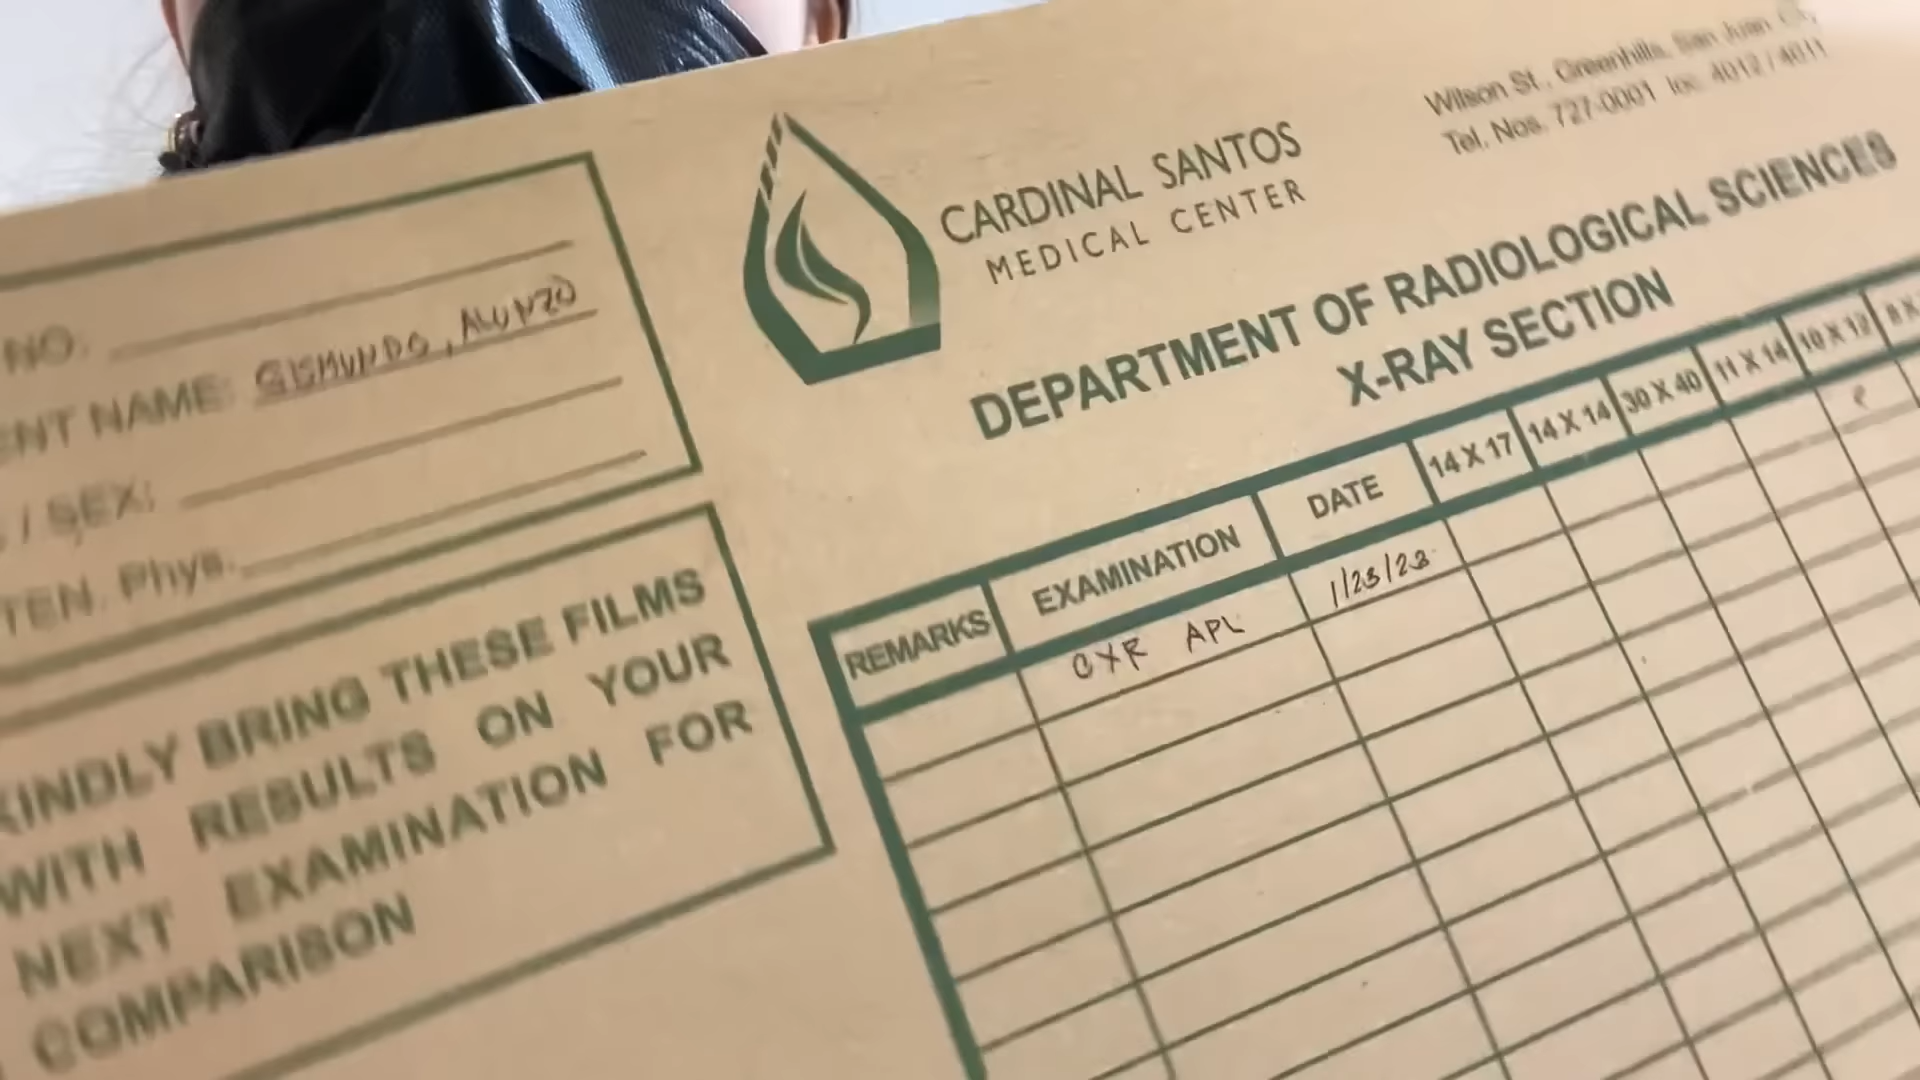 CARDINAL SANTOS
MEDICAL CENTER
Wilson St., Greenhills, San Juan
Tel. Nos. 727-0001 loc. 4012 / 4011
DEPARTMENT OF RADIOLOGICAL SCIENCES
X-RAY SECTION
NO.
ENT NAME: GISMUNDO, ALUNZO
/ SEX:
TEN. Phys.
KINDLY BRING THESE FILMS
WITH RESULTS ON YOUR
NEXT EXAMINATION FOR
COMPARISON
REMARKS EXAMINATION DATE 14 X 17 14 X 14 30 X 40 11 X 14 10 X 12 8 X
CXR APL 1/23/23